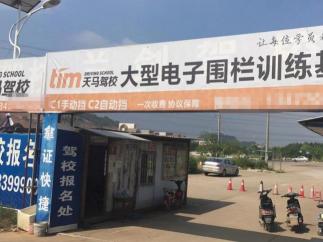 让每位学员
SCHOOL
驾校
tim DRIVING SCHOOL
天马驾校
大型电子围栏训练基
C1手动挡 C2自动挡 一次收费 协议保障
拿证快捷
驾校报名处
校报名
8399900